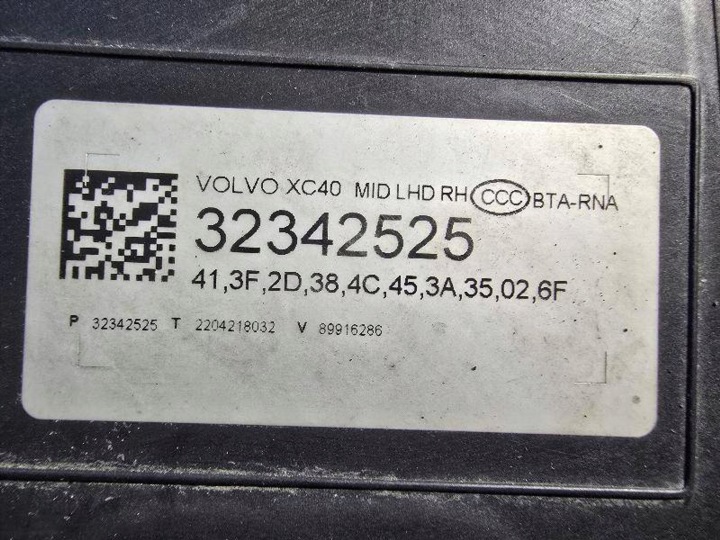 VOLVO XC40 MID LHD RH CCC BTA-RNA
32342525
41,3F,2D,38,4C,45,3A,35,02,6F
P 32342525 T 2204218032 V 89916286